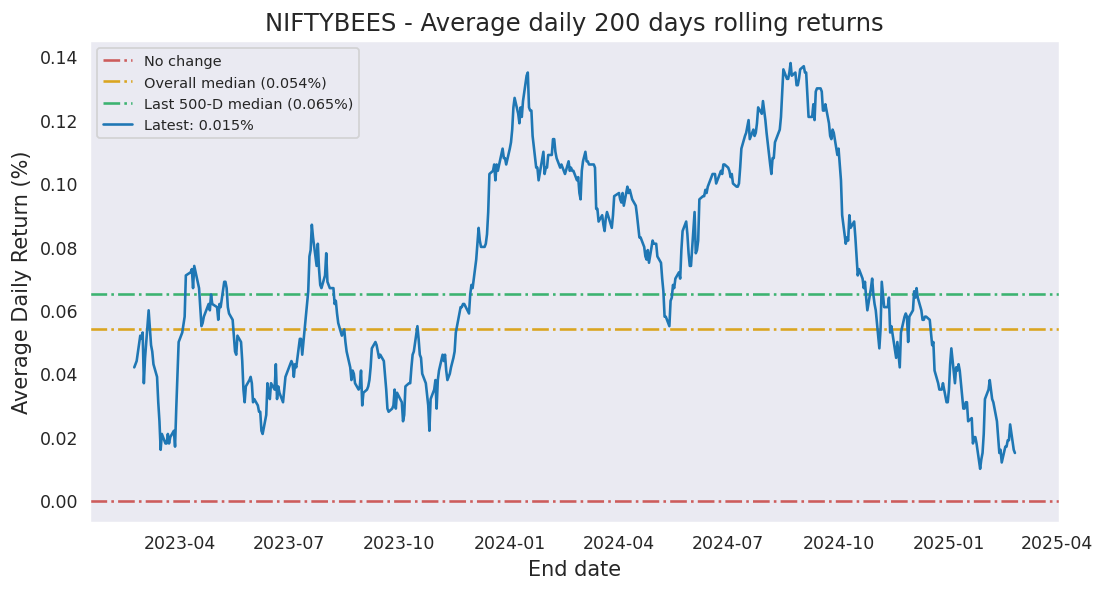 NIFTYBEES - Average daily 200 days rolling returns
No change
Overall median (0.054%)
Last 500-D median (0.065%)
Latest: 0.015%
Average Daily Return (%)
0.14
0.12
0.10
0.08
0.06
0.04
0.02
0.00
2023-04 2023-07 2023-10 2024-01 2024-04 2024-07 2024-10 2025-01 2025-04
End date